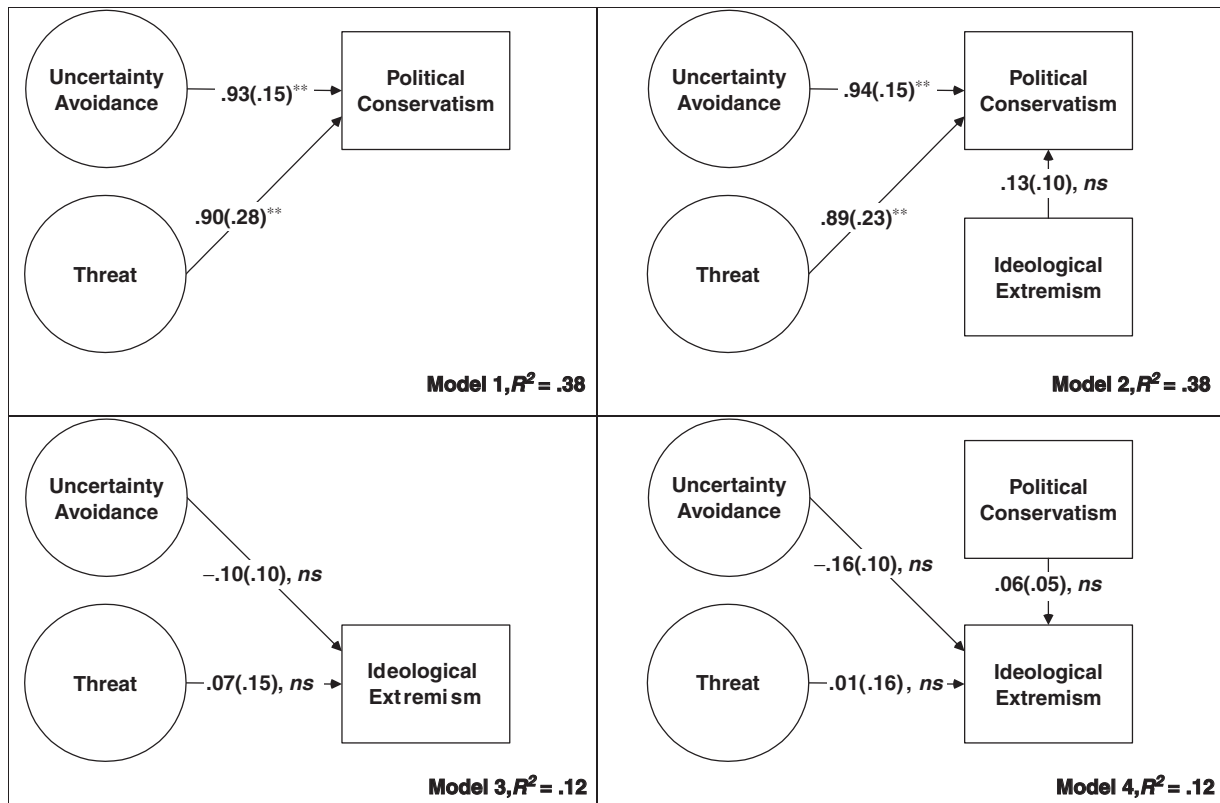 Uncertainty
Avoidance
.93(.15)**
Political
Conservatism
.90(.28)**
Threat
Model 1,R² = .38
Uncertainty
Avoidance
.94(.15)**
Political
Conservatism
.13(.10), ns
.89(.23)**
Threat
Ideological
Extremism
Model 2,R² = .38
Uncertainty
Avoidance
–.10(.10), ns
Threat
.07(.15), ns
Ideological
Extremism
Model 3,R² = .12
Uncertainty
Avoidance
Political
Conservatism
–.16(.10), ns
.06(.05), ns
Threat
.01(.16), ns
Ideological
Extremism
Model 4,R² = .12